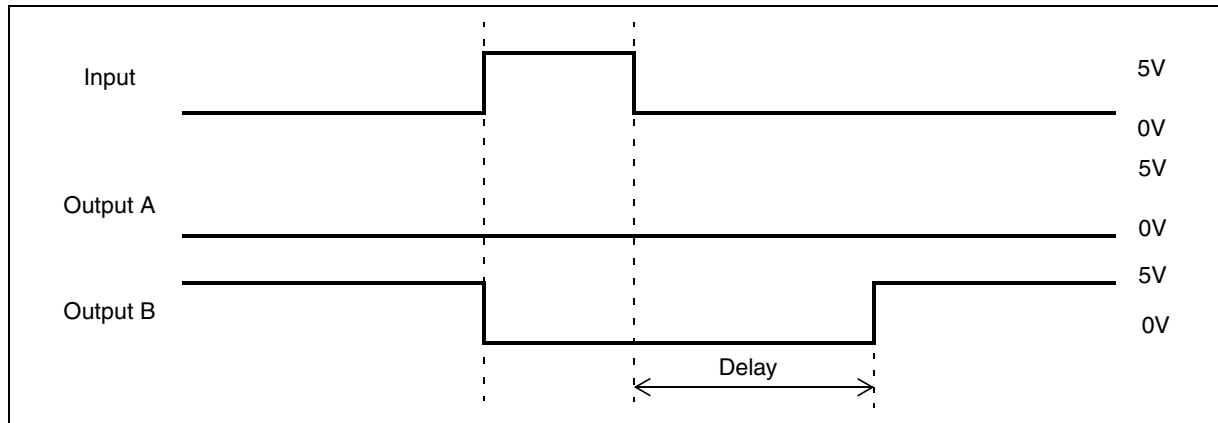 Input
5V
0V
5V
Output A
0V
5V
Output B
0V
Delay